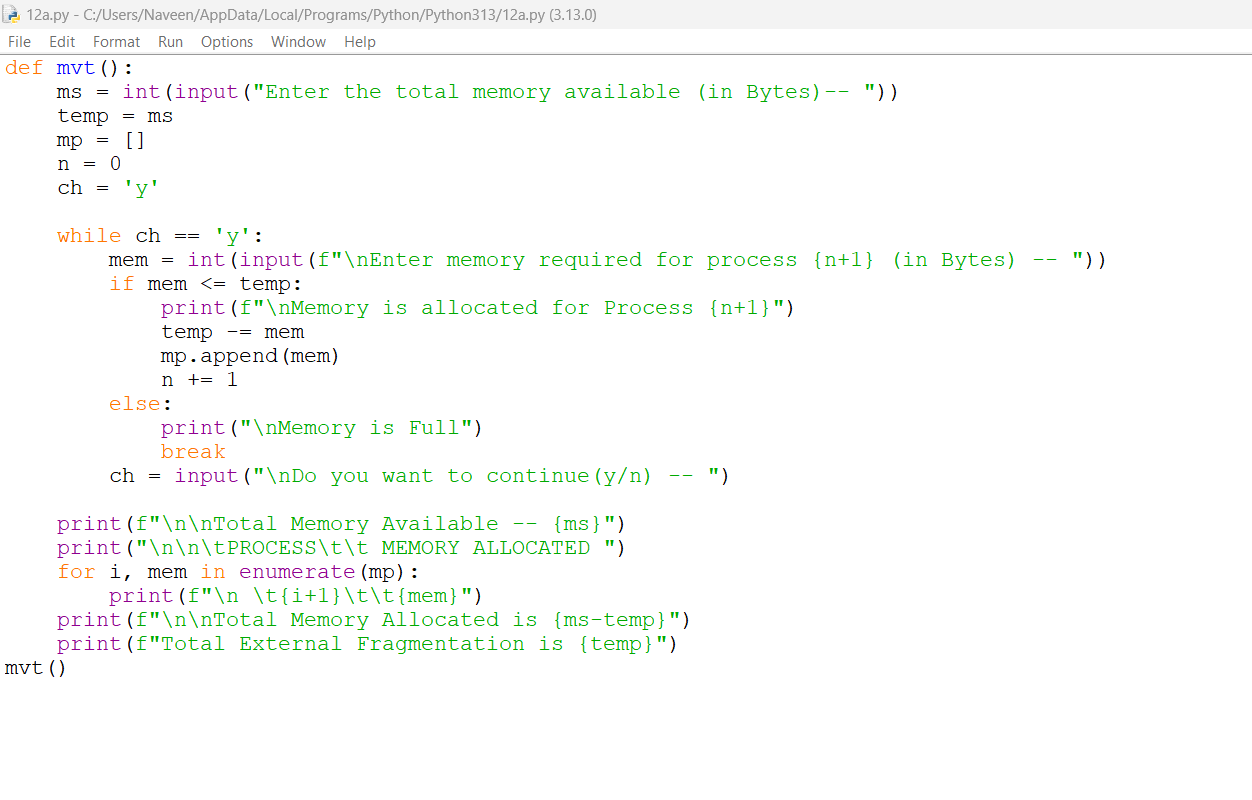 12a.py - C:/Users/Naveen/AppData/Local/Programs/Python/Python313/12a.py (3.13.0)
File Edit Format Run Options Window Help
def mvt():
    ms = int(input("Enter the total memory available (in Bytes)-- "))
    temp = ms
    mp = []
    n = 0
    ch = 'y'

    while ch == 'y':
        mem = int(input(f"\nEnter memory required for process {n+1} (in Bytes) -- "))
        if mem <= temp:
            print(f"\nMemory is allocated for Process {n+1}")
            temp -= mem
            mp.append(mem)
            n += 1
        else:
            print("\nMemory is Full")
            break
        ch = input("\nDo you want to continue(y/n) -- ")

    print(f"\n\nTotal Memory Available -- {ms}")
    print("\n\n\tPROCESS\t\t MEMORY ALLOCATED ")
    for i, mem in enumerate(mp):
        print(f"\n \t{i+1}\t\t{mem}")
    print(f"\n\nTotal Memory Allocated is {ms-temp}")
    print(f"Total External Fragmentation is {temp}")
mvt()